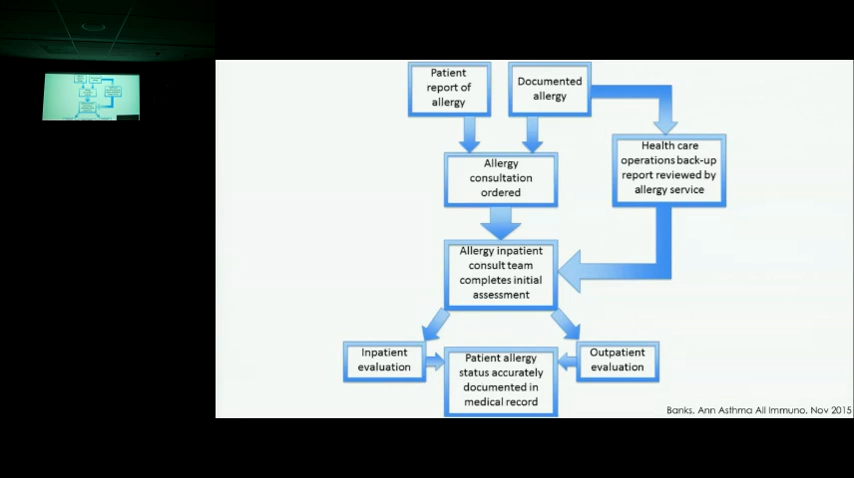 Patient
report of
allergy
Documented
allergy
Health care
operations back-up
report reviewed by
allergy service
Allergy
consultation
ordered
Allergy inpatient
consult team
completes initial
assessment
Inpatient
evaluation
Patient allergy
status accurately
documented in
medical record
Outpatient
evaluation
Banks. Ann Asthma All Immuno. Nov 2015